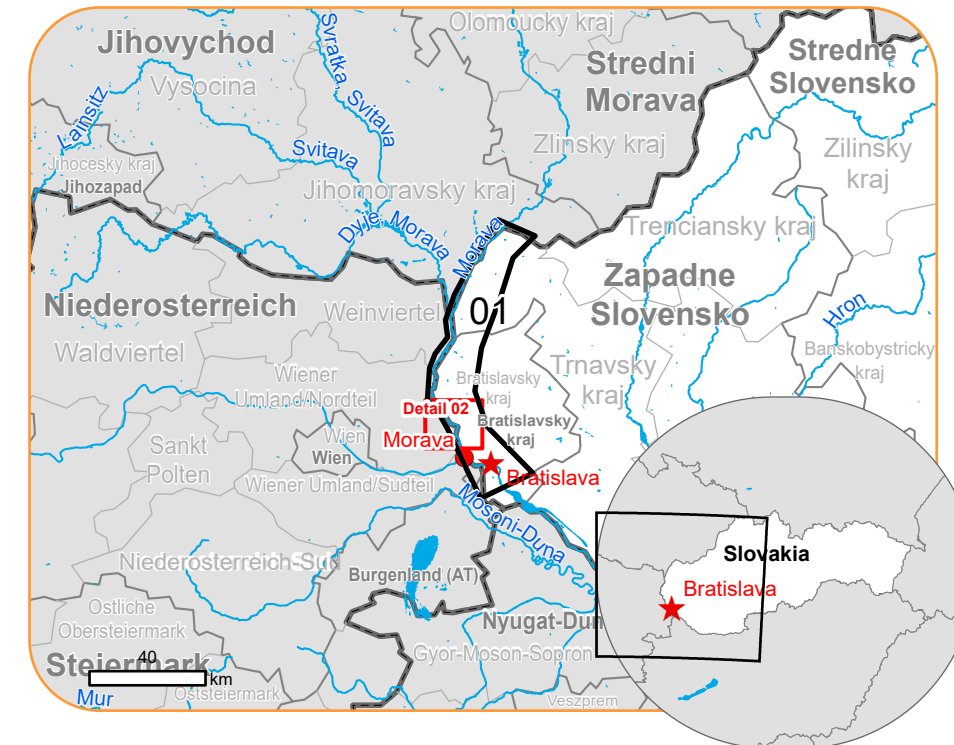 Olomoucky kraj
Jihovychod
Stredni
Morava
Stredne
Slovensko
Vysocina
Svratka, Svitava
Lainsitz
Zlinsky kraj
Zilinsky
kraj
Svitava
Jihocesky kraj
Jihozapad
Jihomoravsky kraj
Dyje, Morava
Morava
Trenciansky kraj
Zapadne
Slovensko
Niederosterreich
Weinviertel
01
Hron
Waldviertel
Banskobystricky
kraj
Wiener
Umland/Nordteil
Bratislavsky
kraj
Trnavsky
kraj
Detail 02
Bratislavsky
kraj
Morava
Wien
Wien
Sankt
Polten
Bratislava
Wiener Umland/Sudteil
Mosoni-Duna
Niederosterreich-Sud
Burgenland (AT)
Slovakia
Bratislava
Ostliche
Obersteiermark
Nyugat-Dun
Gyor-Moson-Sopron
Steiermark
40
km
Mur
Oststeiermark
Veszprem